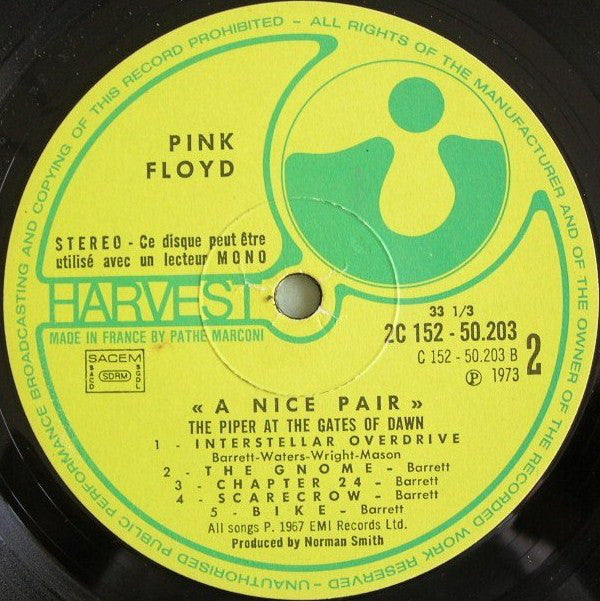 UNAUTHORISED PUBLIC PERFORMANCE BROADCASTING AND COPYING OF THIS RECORD PROHIBITED - ALL RIGHTS OF THE MANUFACTURER AND OF THE OWNER OF THE RECORDED WORK RESERVED -
PINK
FLOYD
STEREO - Ce disque peut être
utilisé avec un lecteur MONO
HARVEST
MADE IN FRANCE BY PATHE MARCONI
SACEM
SACD
SDRM
SGDL
33 1/3
2C 152 - 50.203
C 152 - 50.203 B
2
Ⓟ 1973
« A NICE PAIR »
THE PIPER AT THE GATES OF DAWN
1 - INTERSTELLAR OVERDRIVE
Barrett-Waters-Wright-Mason
2 - THE GNOME - Barrett
3 - CHAPTER 24 - Barrett
4 - SCARECROW - Barrett
5 - BIKE - Barrett
All songs P. 1967 EMI Records Ltd.
Produced by Norman Smith